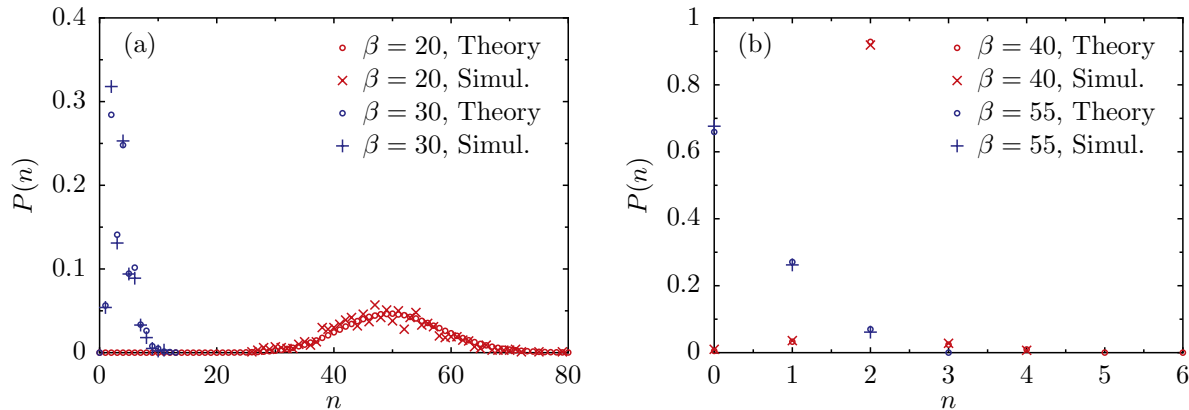 (a)
β = 20, Theory
β = 20, Simul.
β = 30, Theory
β = 30, Simul.
P(n)
0.4
0.3
0.2
0.1
0
0 20 40 60 80
n
(b)
β = 40, Theory
β = 40, Simul.
β = 55, Theory
β = 55, Simul.
P(n)
1
0.8
0.6
0.4
0.2
0
0 1 2 3 4 5 6
n